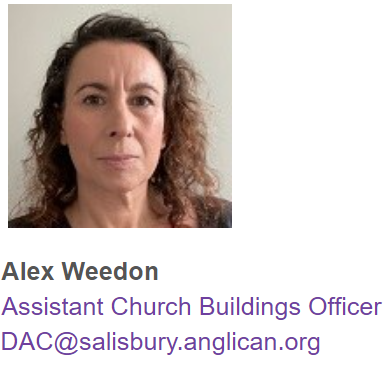 Alex Weedon
Assistant Church Buildings Officer
DAC@salisbury.anglican.org